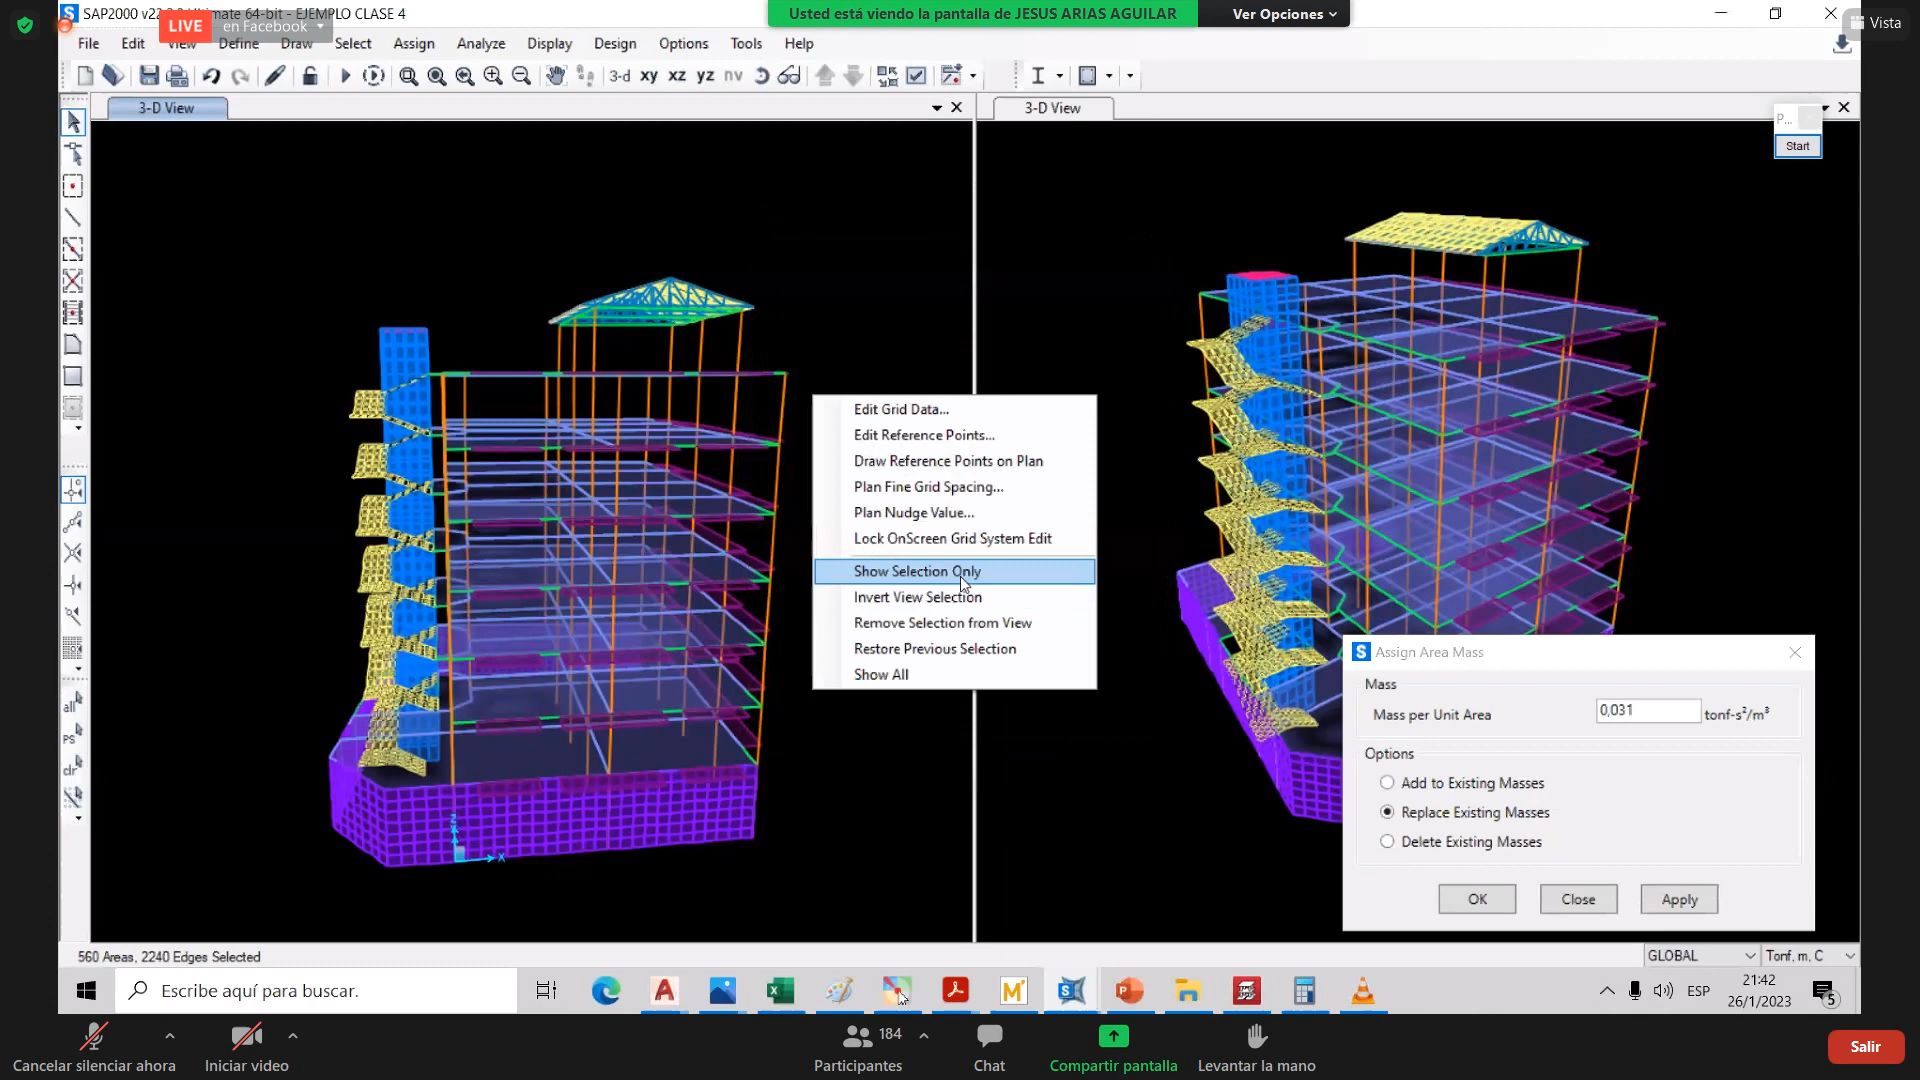 SAP2000 v22.2.0 Ultimate 64-bit - EJEMPLO CLASE 4
LIVE en Facebook
Usted está viendo la pantalla de JESUS ARIAS AGUILAR
Ver Opciones
Vista
File Edit View Define Draw Select Assign Analyze Display Design Options Tools Help
3-d xy xz yz nv
3-D View
3-D View
P...
Start
Edit Grid Data...
Edit Reference Points...
Draw Reference Points on Plan
Plan Fine Grid Spacing...
Plan Nudge Value...
Lock OnScreen Grid System Edit
Show Selection Only
Invert View Selection
Remove Selection from View
Restore Previous Selection
Show All
all
ps
clr
Z
X
Assign Area Mass
Mass
Mass per Unit Area 0,031 tonf-s²/m³
Options
Add to Existing Masses
Replace Existing Masses
Delete Existing Masses
OK Close Apply
560 Areas, 2240 Edges Selected
GLOBAL
Tonf, m, C
Escribe aquí para buscar.
ESP
21:42
26/1/2023
5
Cancelar silenciar ahora
Iniciar video
184
Participantes
Chat
Compartir pantalla
Levantar la mano
Salir